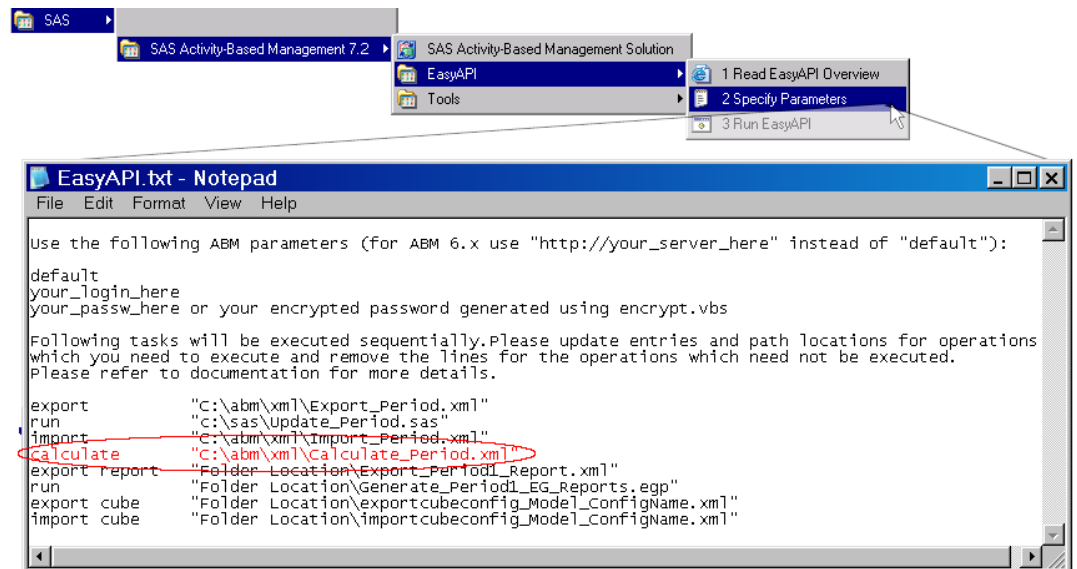 SAS
SAS Activity-Based Management 7.2
SAS Activity-Based Management Solution
EasyAPI
1 Read EasyAPI Overview
Tools
2 Specify Parameters
3 Run EasyAPI
EasyAPI.txt - Notepad
File Edit Format View Help
Use the following ABM parameters (for ABM 6.x use "http://your_server_here" instead of "default"):
default
your_login_here
your_passw_here or your encrypted password generated using encrypt.vbs
Following tasks will be executed sequentially.Please update entries and path locations for operations
which you need to execute and remove the lines for the operations which need not be executed.
Please refer to documentation for more details.
export "C:\abm\xml\Export_Period.xml"
run "c:\sas\Update_Period.sas"
import "C:\abm\xml\Import_Period.xml"
calculate "C:\abm\xml\Calculate_Period.xml"
export report "Folder Location\Export_Period1_Report.xml"
run "Folder Location\Generate_Period1_EG_Reports.egp"
export cube "Folder Location\exportcubeconfig_Model_ConfigName.xml"
import cube "Folder Location\importcubeconfig_Model_ConfigName.xml"